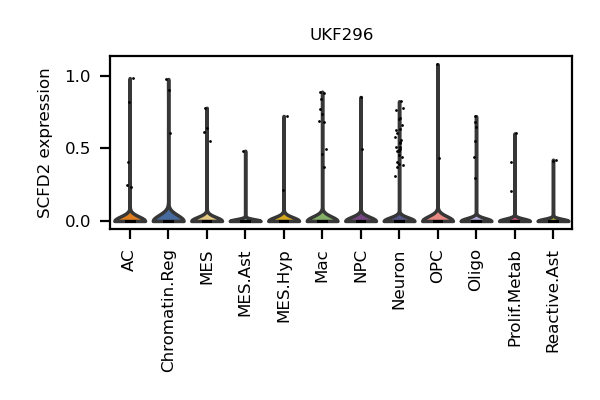 UKF296
SCFD2 expression
1.0
0.5
0.0
AC
Chromatin.Reg
MES
MES.Ast
MES.Hyp
Mac
NPC
Neuron
OPC
Oligo
Prolif.Metab
Reactive.Ast